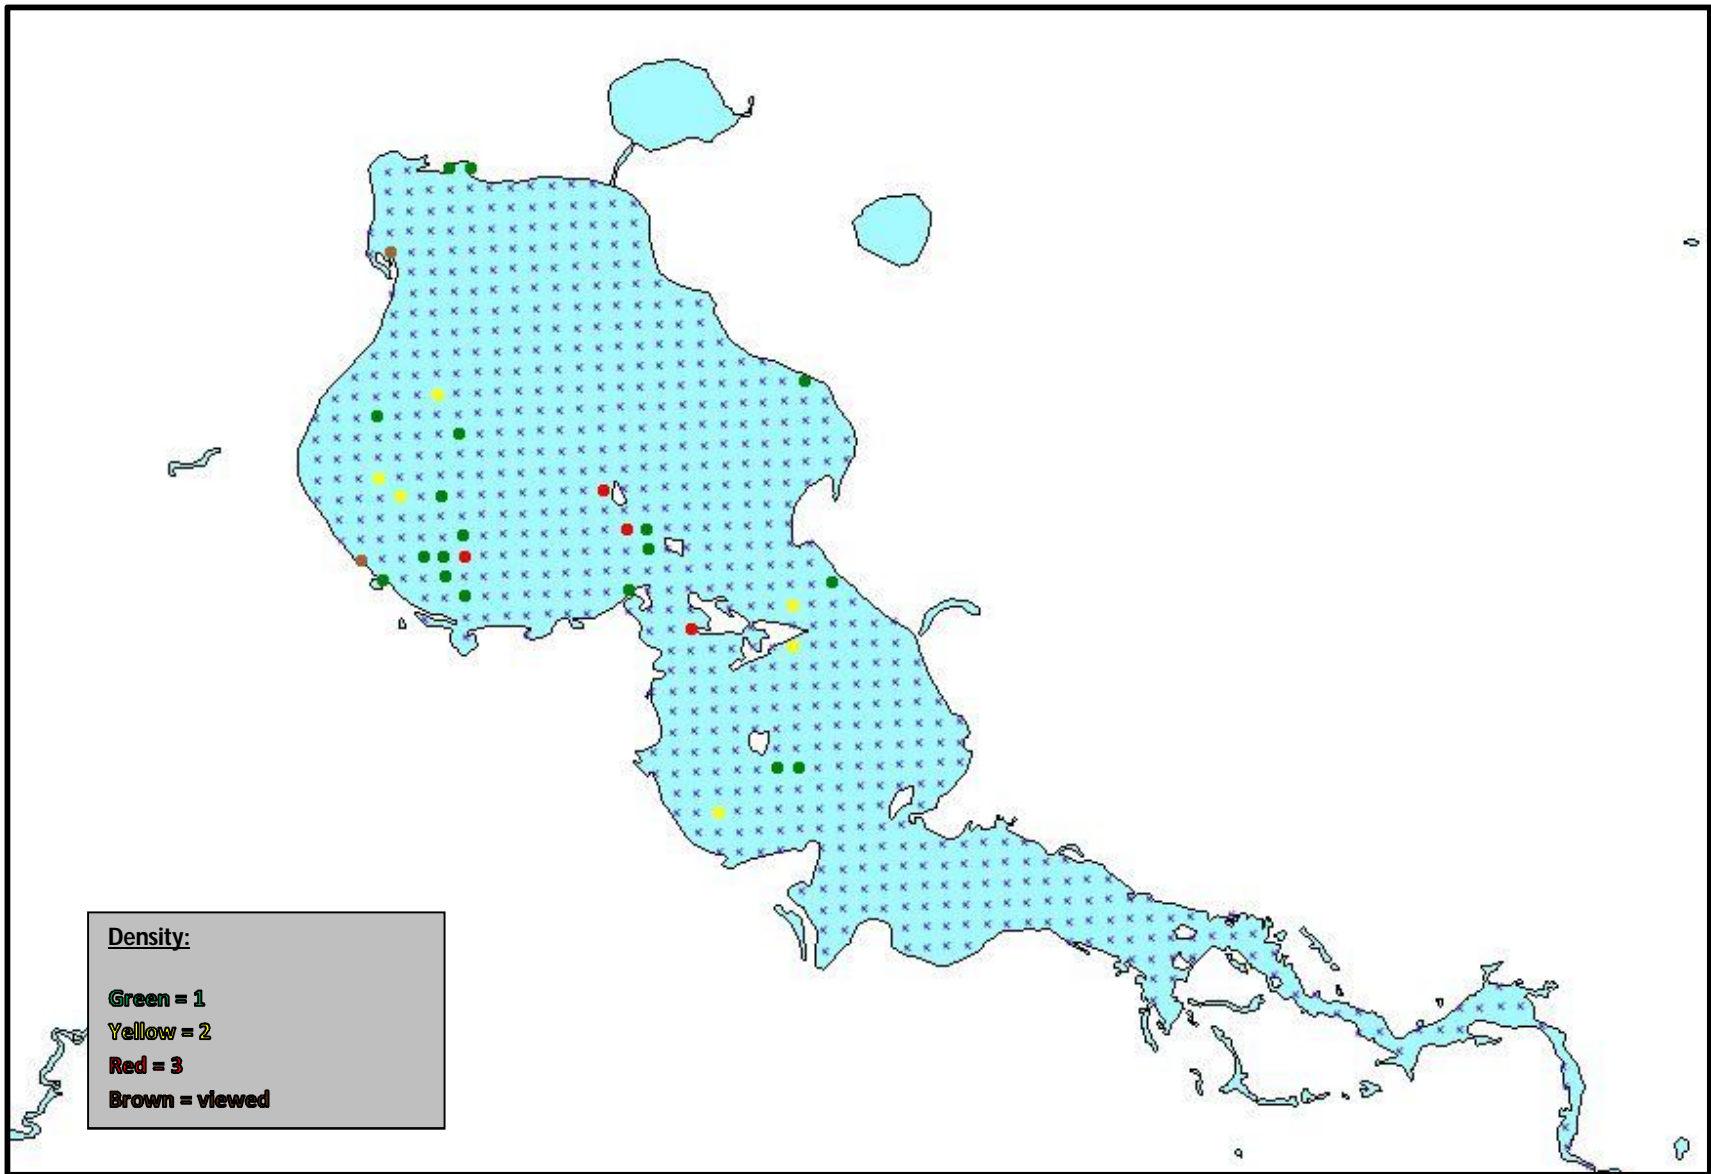 Density:
Green = 1
Yellow = 2
Red = 3
Brown = viewed